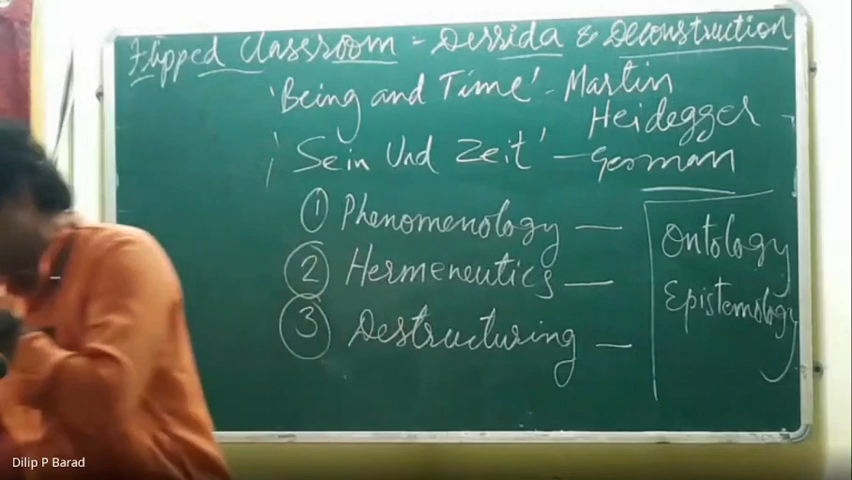 Flipped Classroom - Derrida & Deconstruction
'Being and Time' - Martin
Heidegger
'Sein Und Zeit' - German
① Phenomenology —
② Hermeneutics —
③ Destructuring —
Ontology
Epistemology
Dilip P Barad